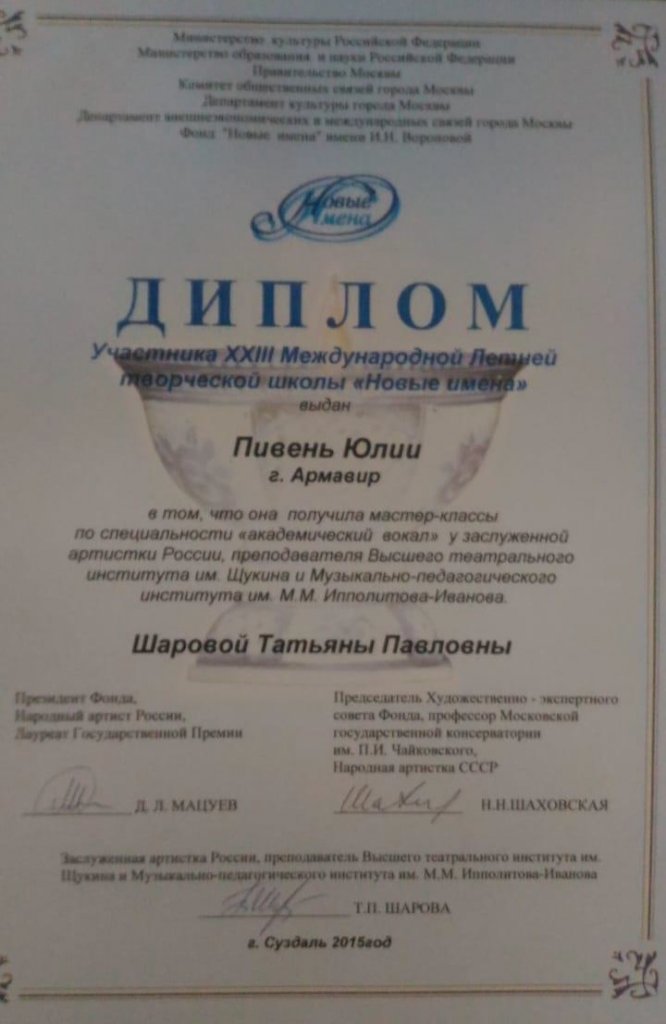 Министерство культуры Российской Федерации
Министерство образования и науки Российской Федерации
Правительство Москвы
Комитет общественных связей города Москвы
Департамент культуры города Москвы
Департамент внешнеэкономических и международных связей города Москвы
Фонд "Новые имена" имени И.Н. Вороновой
Новые
Имена
ДИПЛОМ
Участника XXIII Международной Летней
творческой школы «Новые имена»
выдан
Пивень Юлии
г. Армавир
в том, что она получила мастер-классы
по специальности «академический вокал» у заслуженной
артистки России, преподавателя Высшего театрального
института им. Щукина и Музыкально-педагогического
института им. М.М. Ипполитова-Иванова.
Шаровой Татьяны Павловны
Президент Фонда,
Народный артист России,
Лауреат Государственной Премии
Д. Л. МАЦУЕВ
Председатель Художественно - экспертного
совета Фонда, профессор Московской
государственной консерватории
им. П.И. Чайковского,
Народная артистка СССР
Н.Н.ШАХОВСКАЯ
Заслуженная артистка России, преподаватель Высшего театрального института им.
Щукина и Музыкально-педагогического института им. М.М. Ипполитова-Иванова
Т.П. ШАРОВА
г. Суздаль 2015год